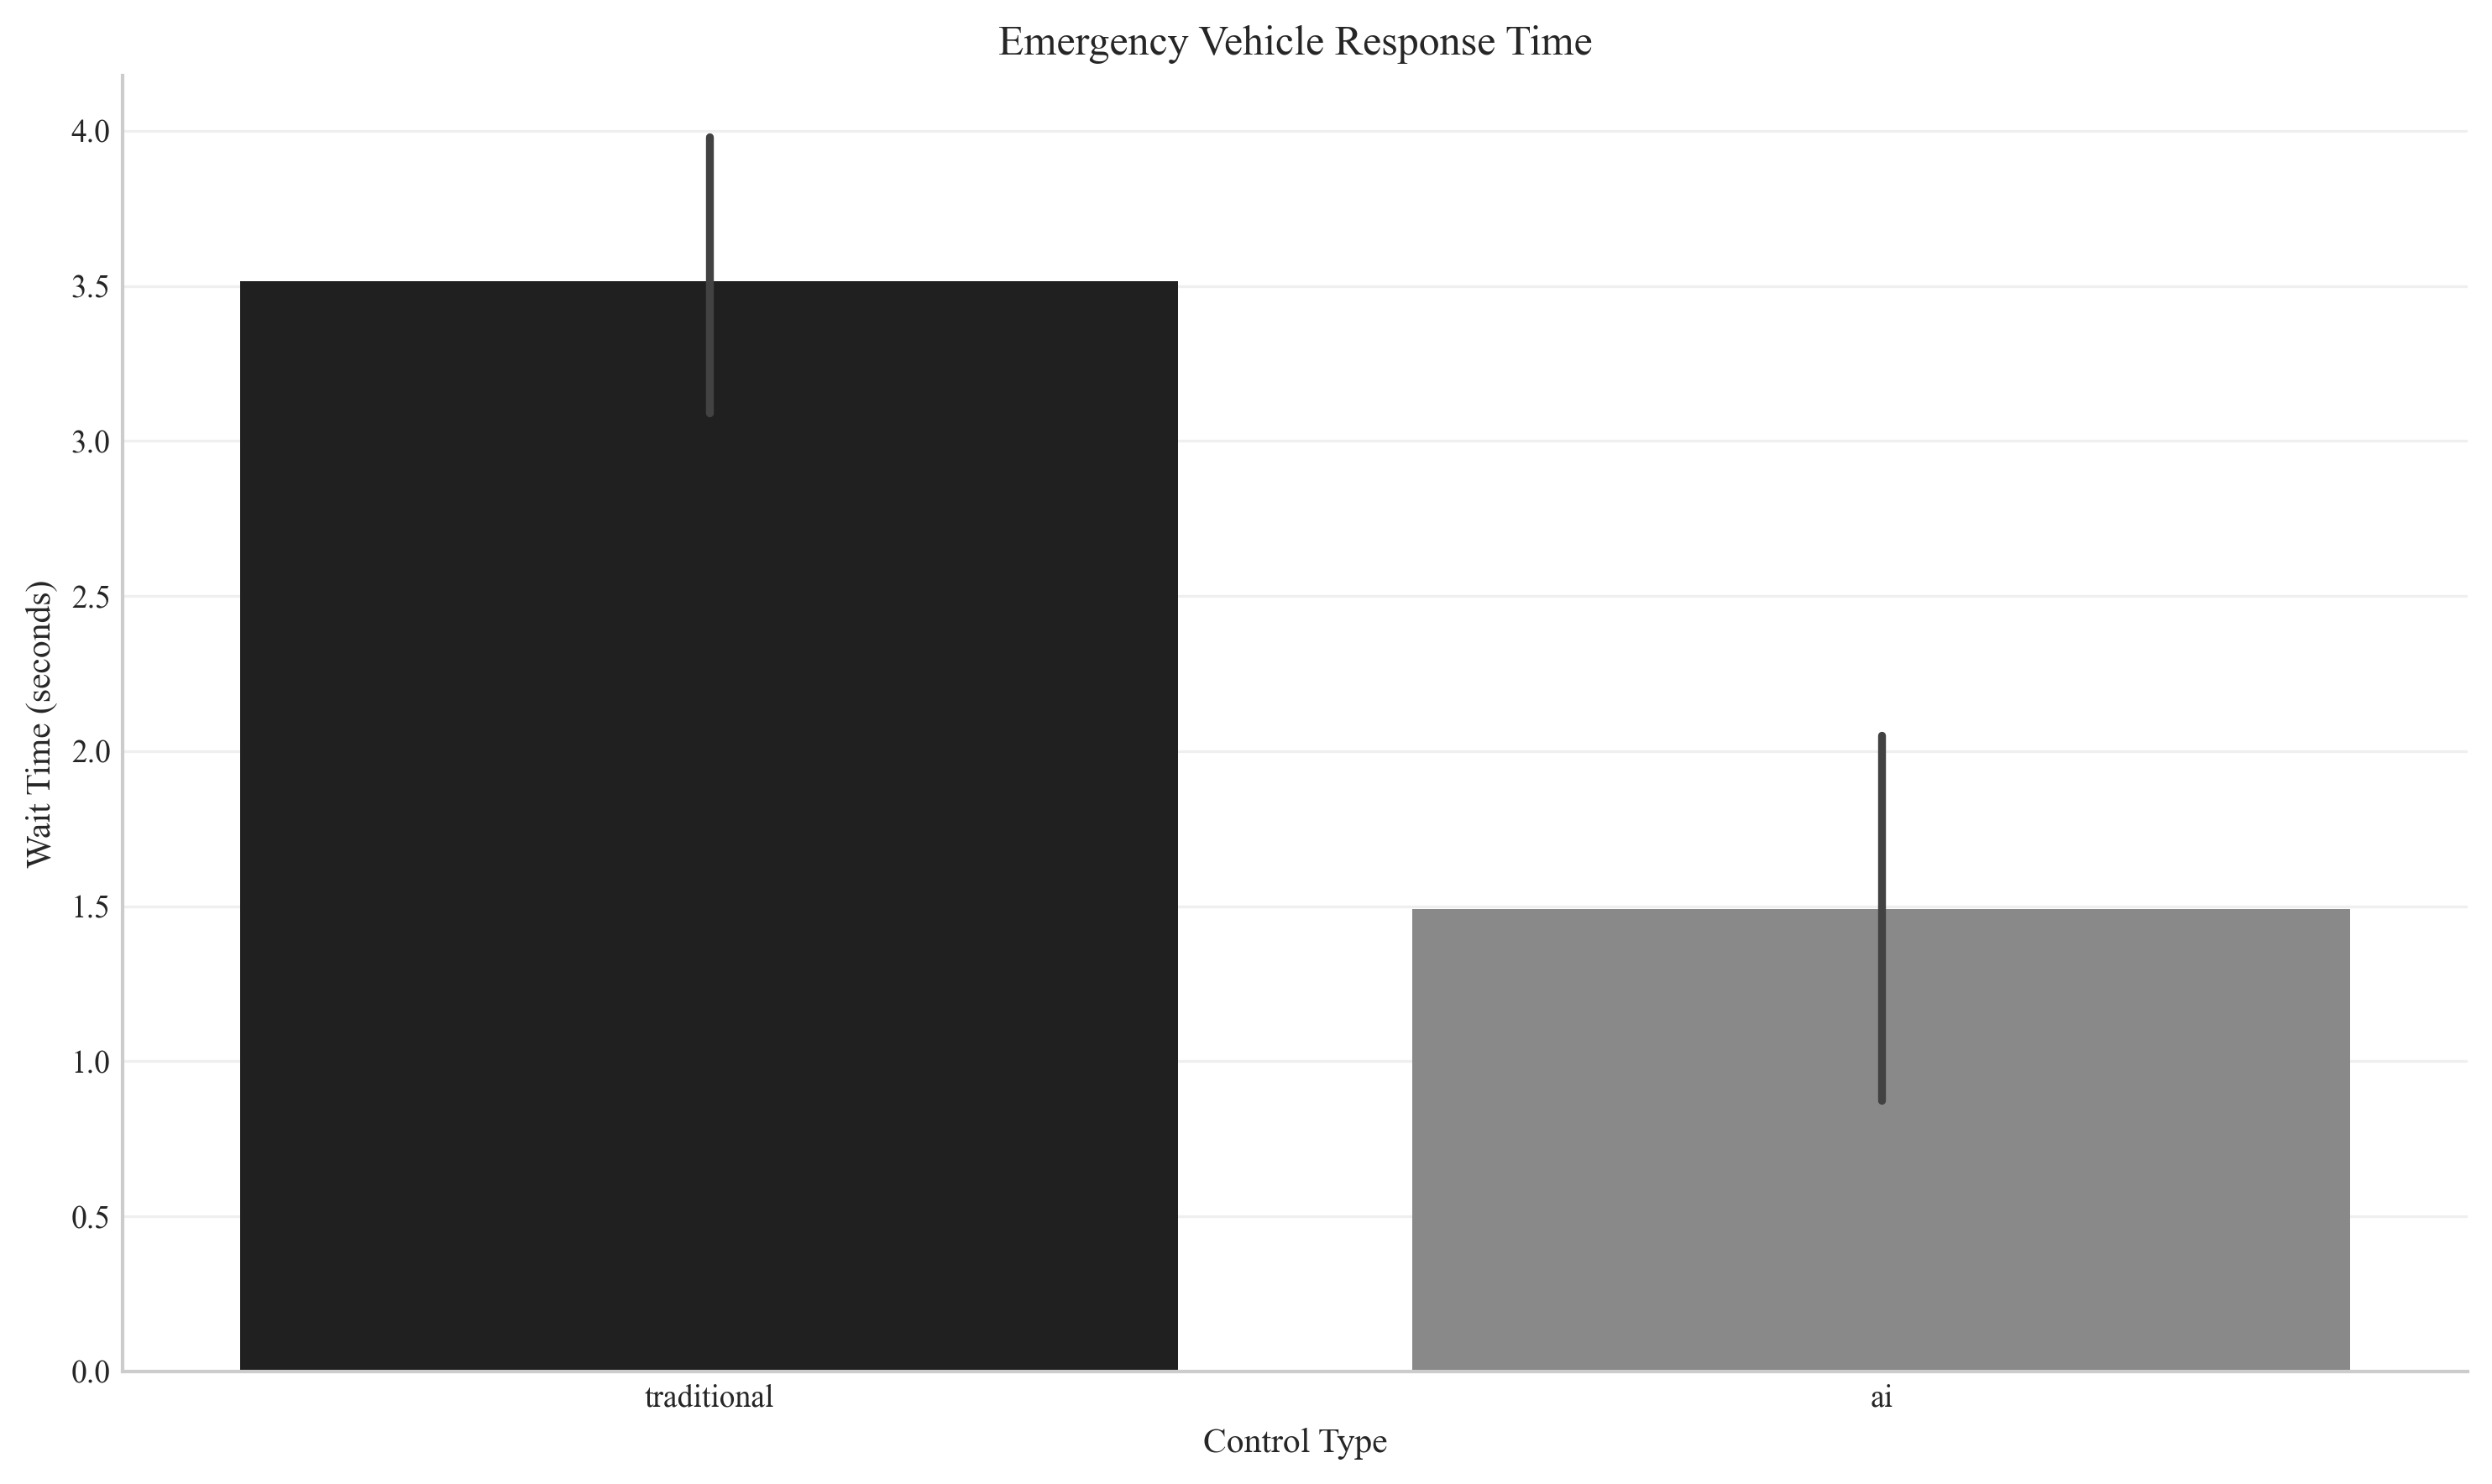 Emergency Vehicle Response Time
4.0
3.5
3.0
2.5
2.0
1.5
1.0
0.5
0.0
Wait Time (seconds)
traditional
ai
Control Type